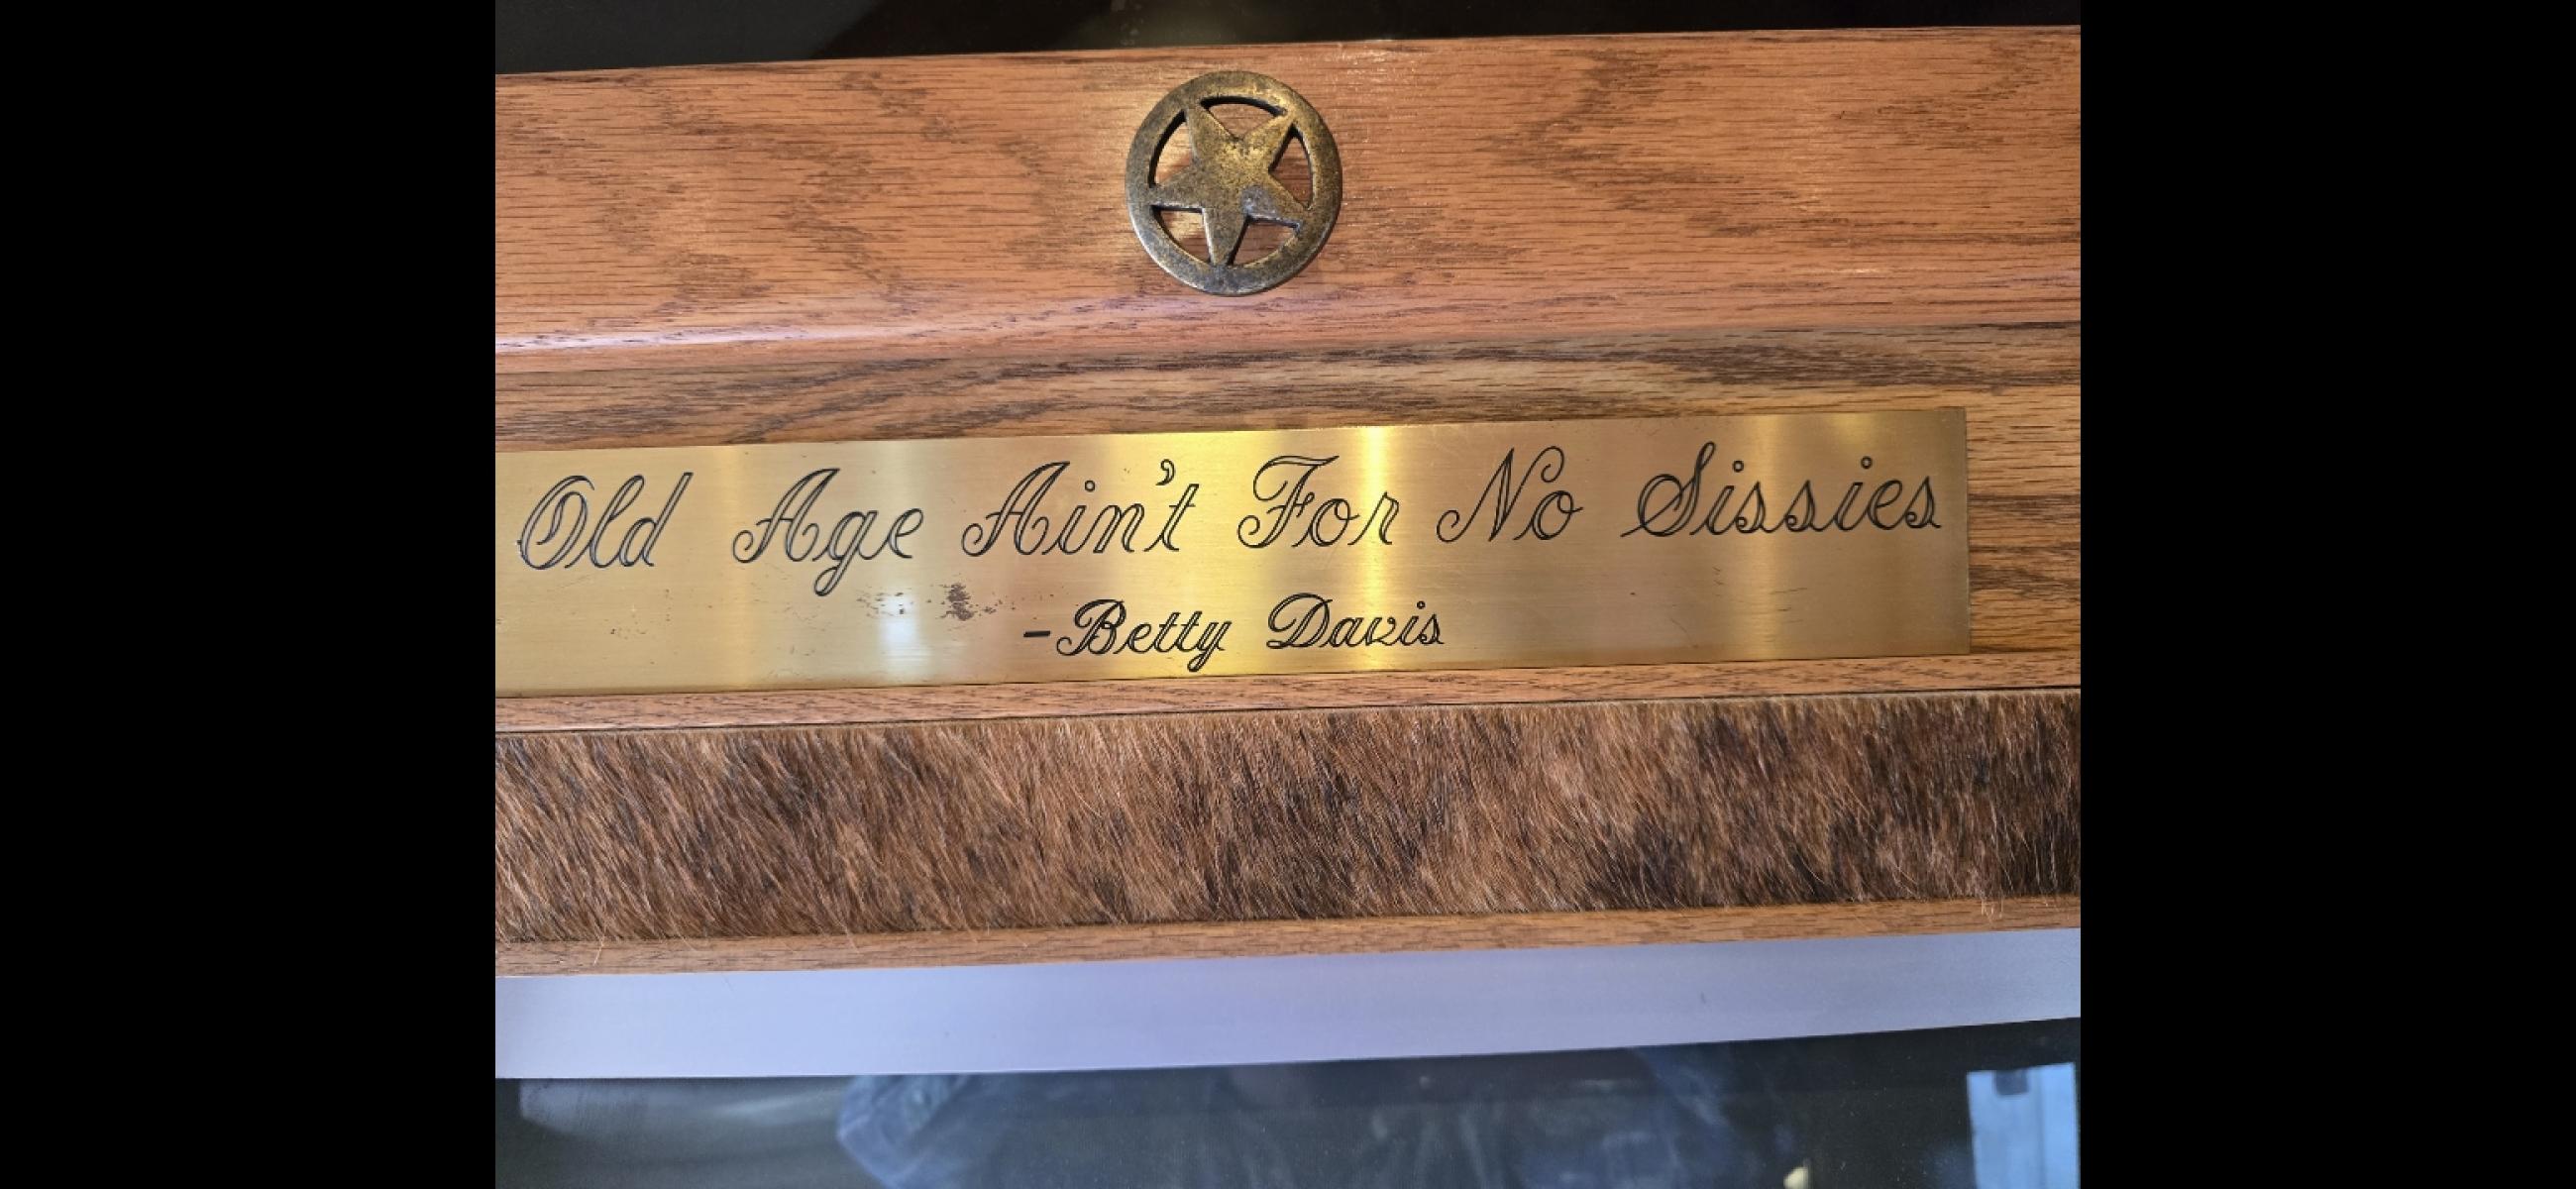 Old Age Ain't For No Sissies
-Betty Davis